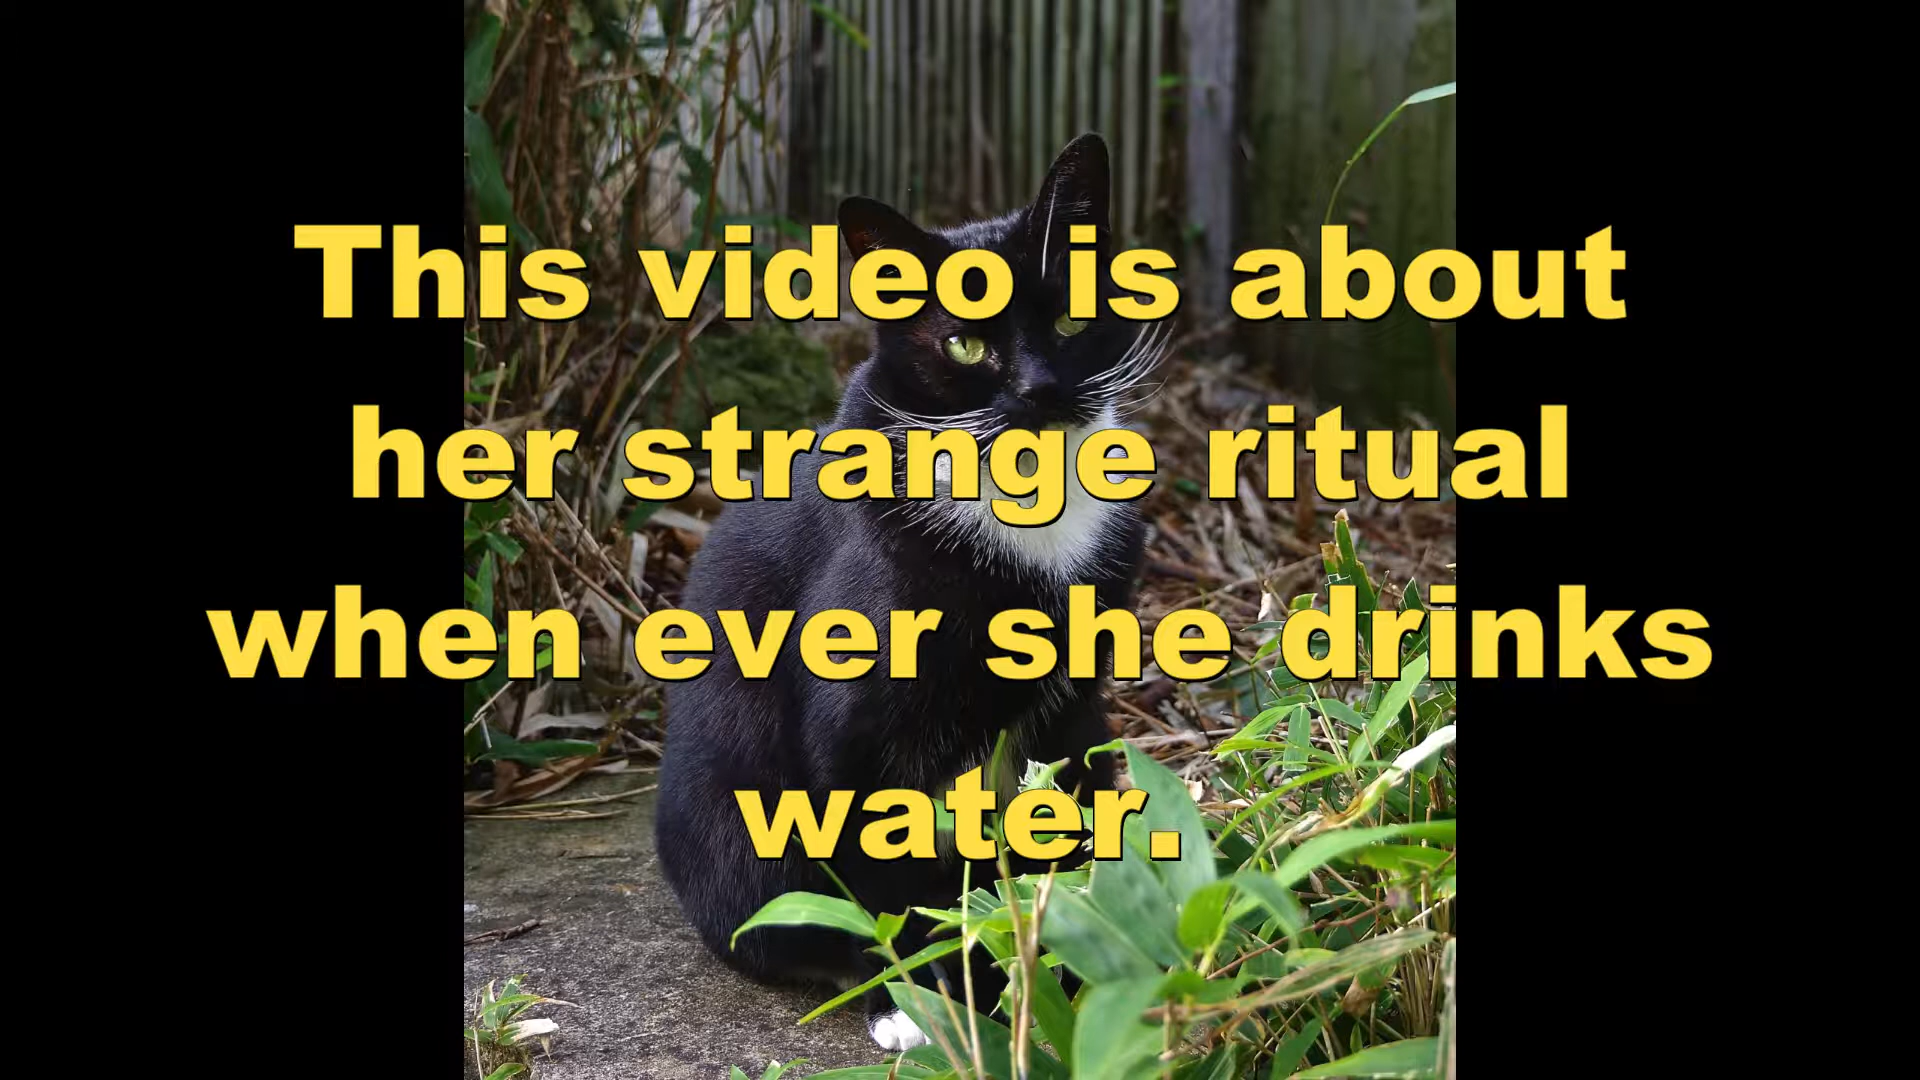 This video is about
her strange ritual
when ever she drinks
water.